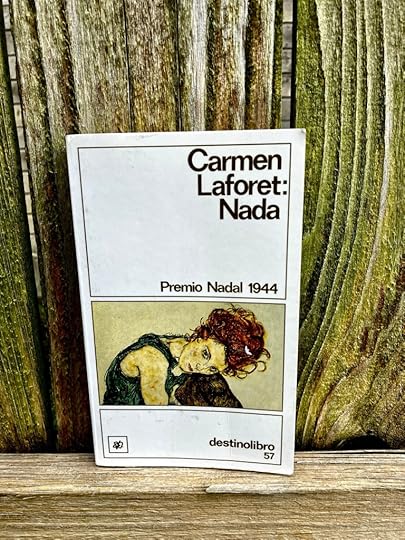 Carmen
Laforet:
Nada
Premio Nadal 1944
destinolibro
57